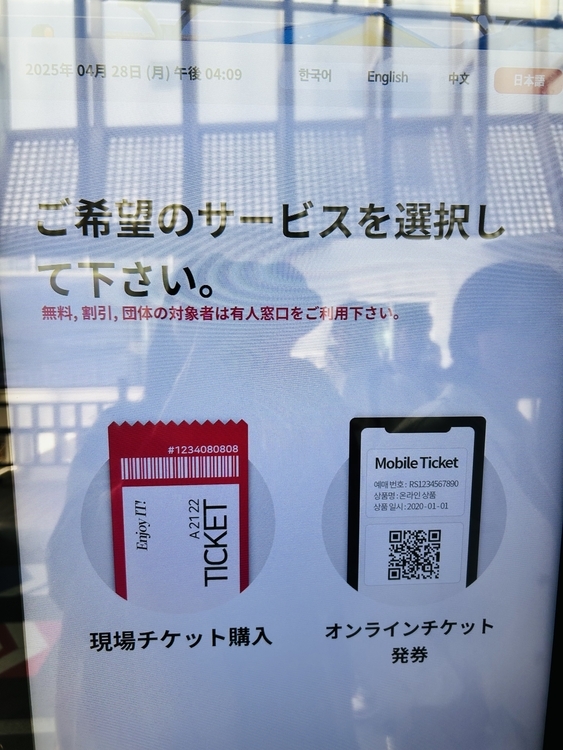 2025年 04月 28日 (月) 午後 04:09
한국어 English 中文 日本語
ご希望のサービスを選択し
て下さい。
無料, 割引, 団体の対象者は有人窓口をご利用下さい。
#1234080808
Enjoy IT!
A 21 22
TICKET
Mobile Ticket
예매 번호 : RS1234567890
상품명 : 온라인 상품
상품 일시 : 2020 - 01 - 01
現場チケット購入
オンラインチケット
発券